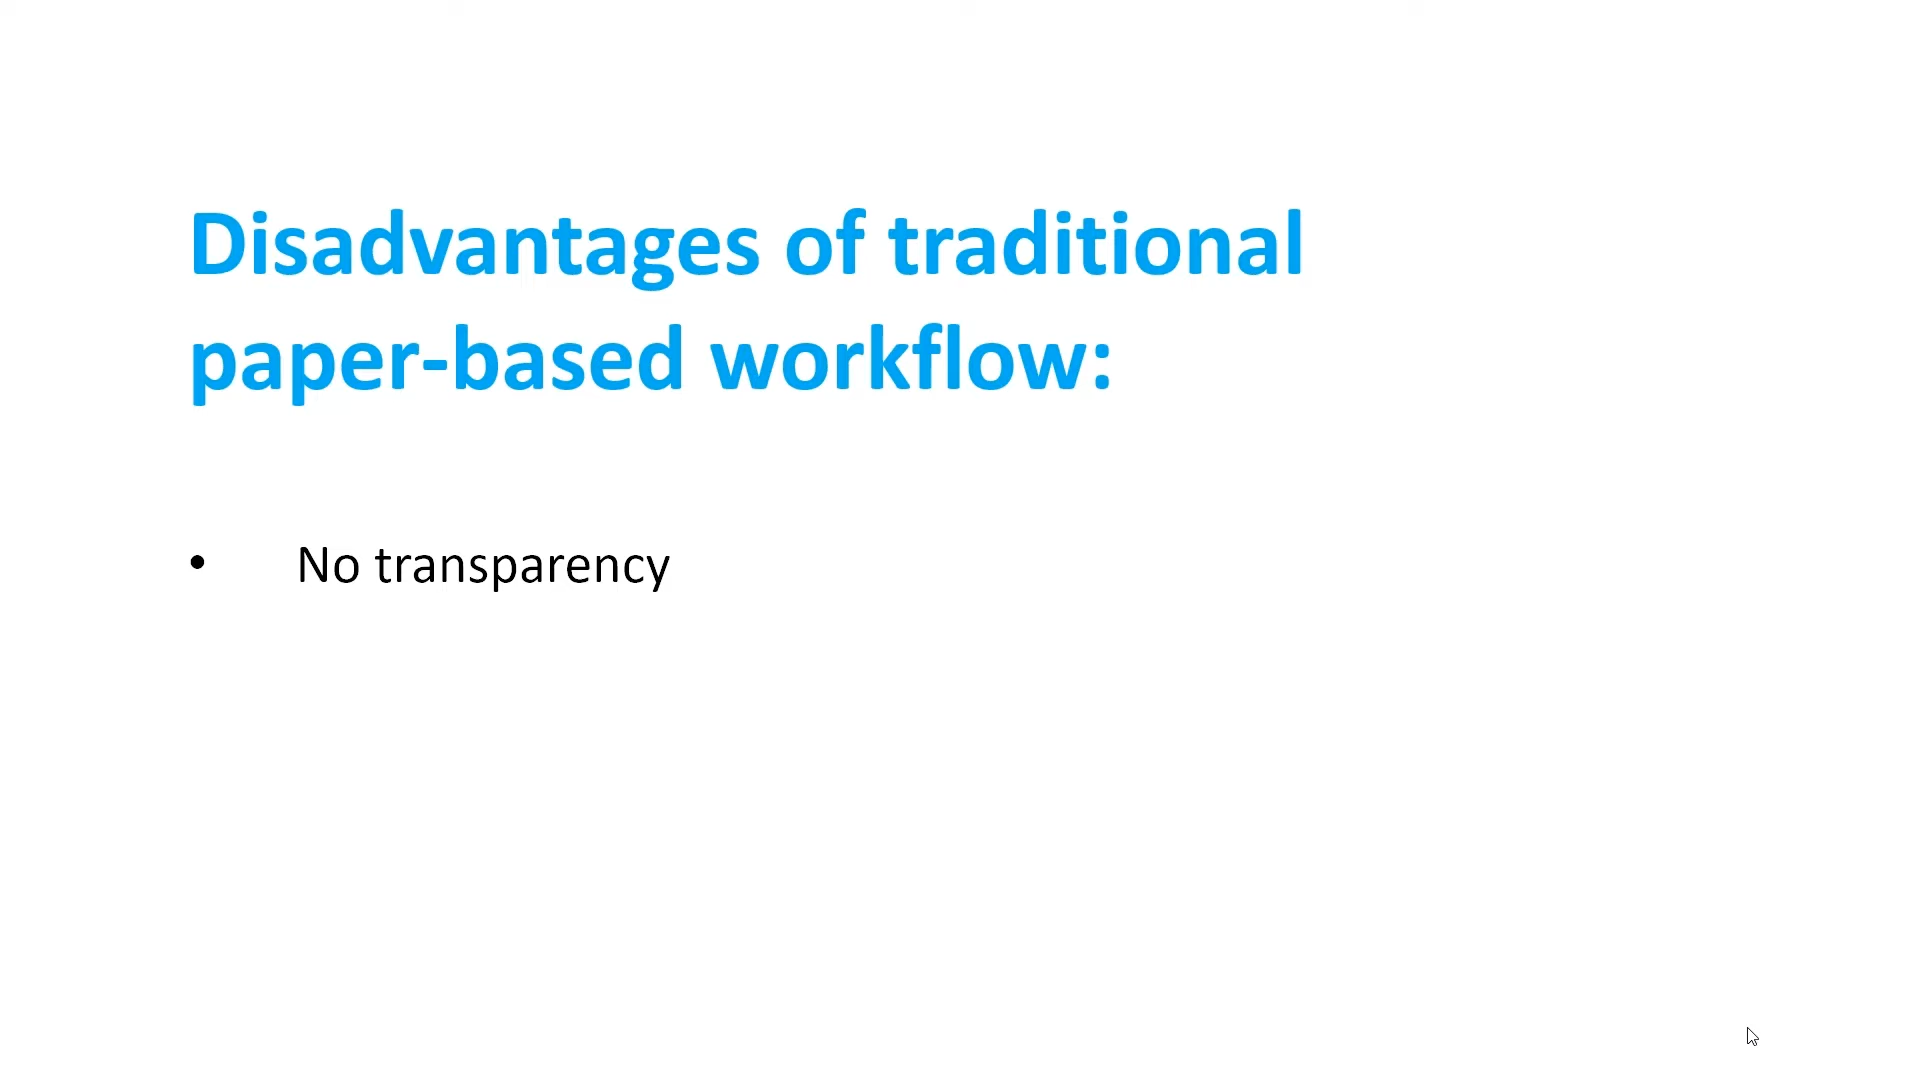 Disadvantages of traditional
paper-based workflow:
• No transparency